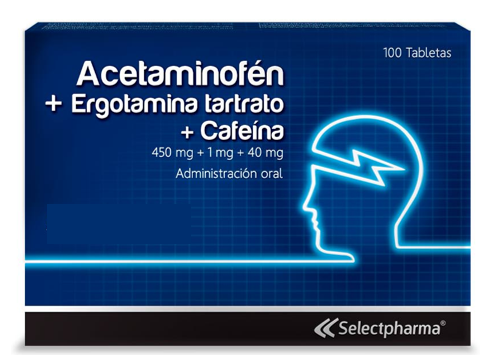 100 Tabletas
Acetaminofén
+ Ergotamina tartrato
+ Cafeína
450 mg + 1 mg + 40 mg
Administración oral
Selectpharma®